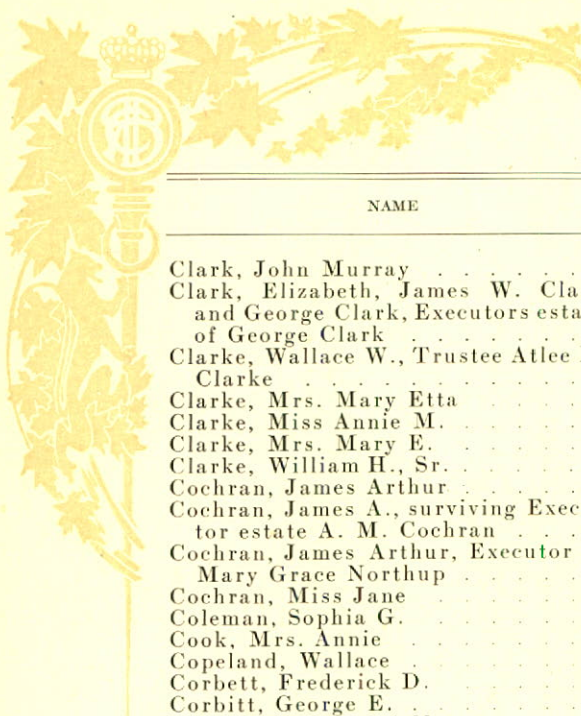 NAME
Clark, John Murray . . . . . .
Clark, Elizabeth, James W. Cla
and George Clark, Executors esta
of George Clark . . . . . . .
Clarke, Wallace W., Trustee Atlee
Clarke . . . . . . . . . . .
Clarke, Mrs. Mary Etta . . . . .
Clarke, Miss Annie M. . . . . . .
Clarke, Mrs. Mary E. . . . . . .
Clarke, William H., Sr. . . . . .
Cochran, James Arthur . . . . . .
Cochran, James A., surviving Exec
tor estate A. M. Cochran . . .
Cochran, James Arthur, Executor
Mary Grace Northup . . . . . .
Cochran, Miss Jane . . . . . .
Coleman, Sophia G. . . . . . .
Cook, Mrs. Annie . . . . . . .
Copeland, Wallace . . . . . . .
Corbett, Frederick D. . . . . .
Corbitt, George E. . . . . . . .